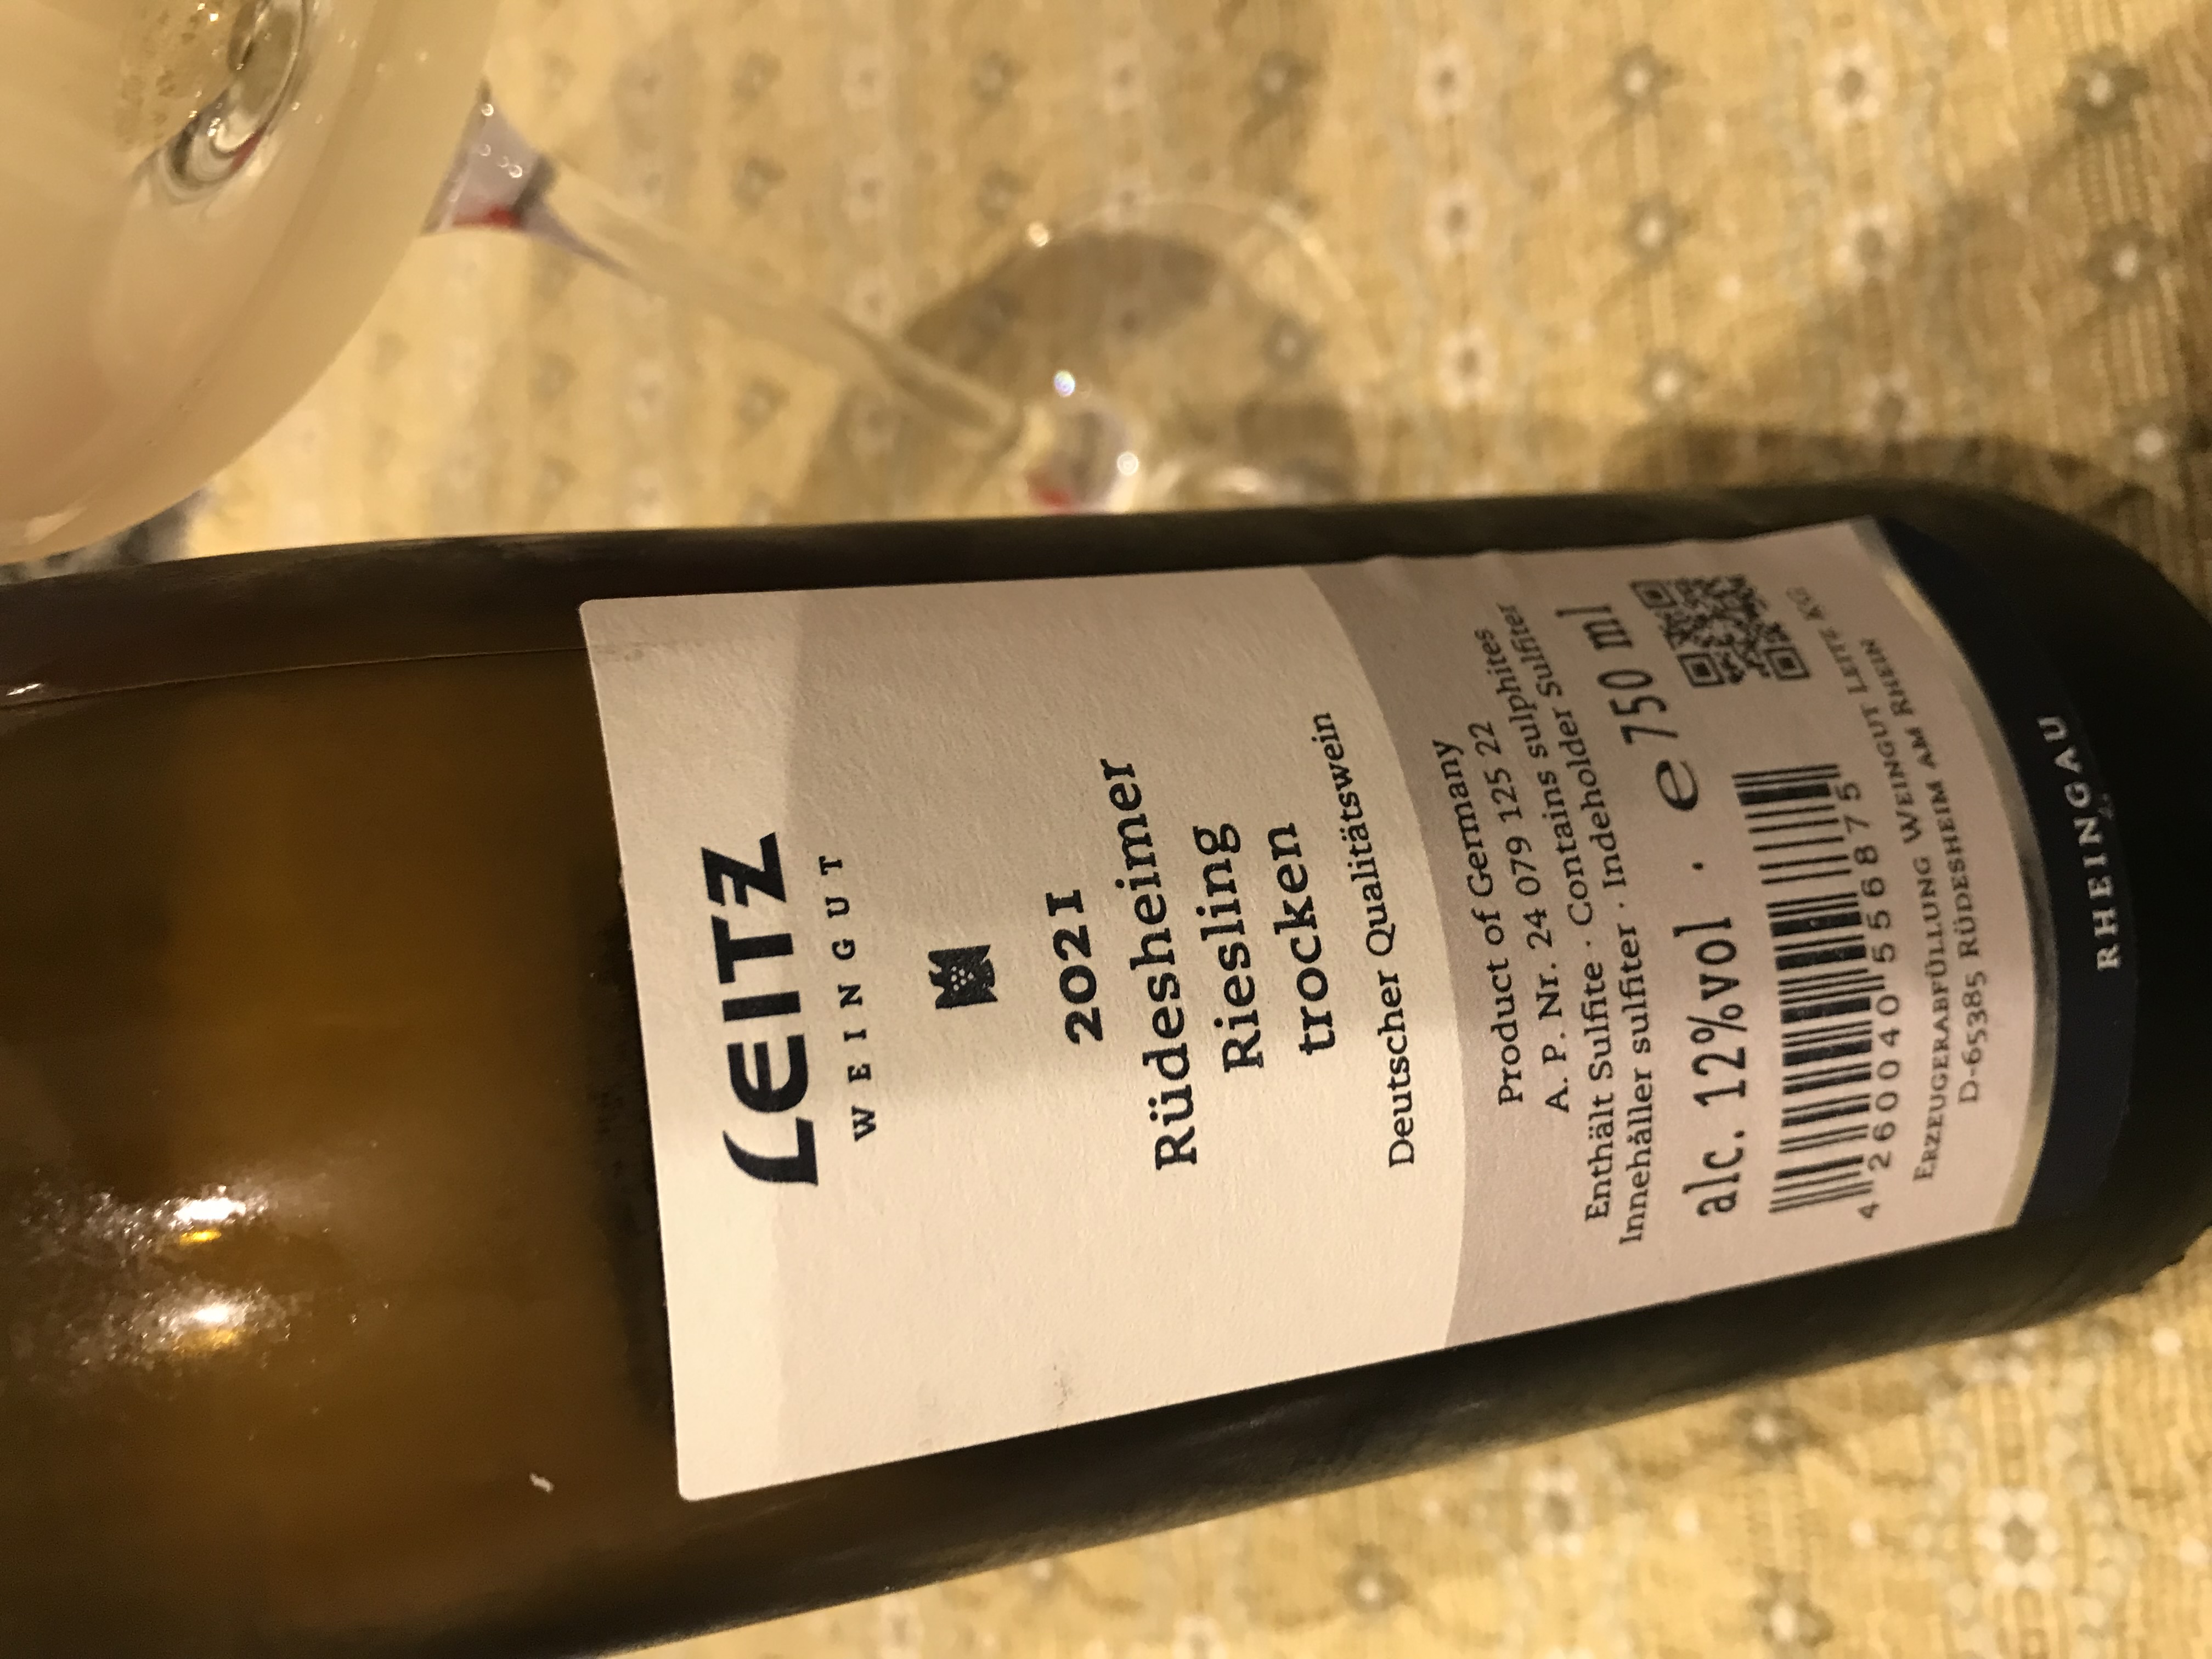 LEITZ
WEINGUT
2021
Rüdesheimer
Riesling
trocken
Deutscher Qualitätswein
Product of Germany
A. P. Nr. 24 079 125 22
Enthält Sulfite · Contains sulphites
Innehåller sulfiter · Indeholder Sulfiter
alc. 12%vol · e 750 ml
4 260040 556875
ERZEUGERABFÜLLUNG WEINGUT LEITZ KG
D-65385 RÜDESHEIM AM RHEIN
RHEINGAU